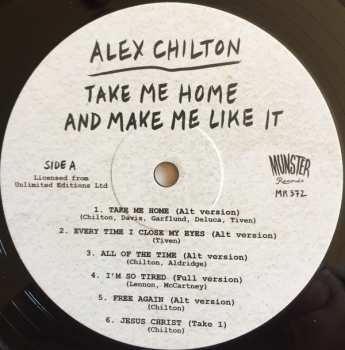 ALEX CHILTON
TAKE ME HOME
AND MAKE ME LIKE IT
SIDE A
Licensed from
Unlimited Editions Ltd
MUNSTER
Records
MR 372
1. TAKE ME HOME (Alt version)
(Chilton, Davis, Garflund, Deluca, Tiven)
2. EVERY TIME I CLOSE MY EYES (Alt version)
(Tiven)
3. ALL OF THE TIME (Alt version)
(Chilton, Aldridge)
4. I'M SO TIRED (Full version)
(Lennon, McCartney)
5. FREE AGAIN (Alt version)
(Chilton)
6. JESUS CHRIST (Take 1)
(Chilton)